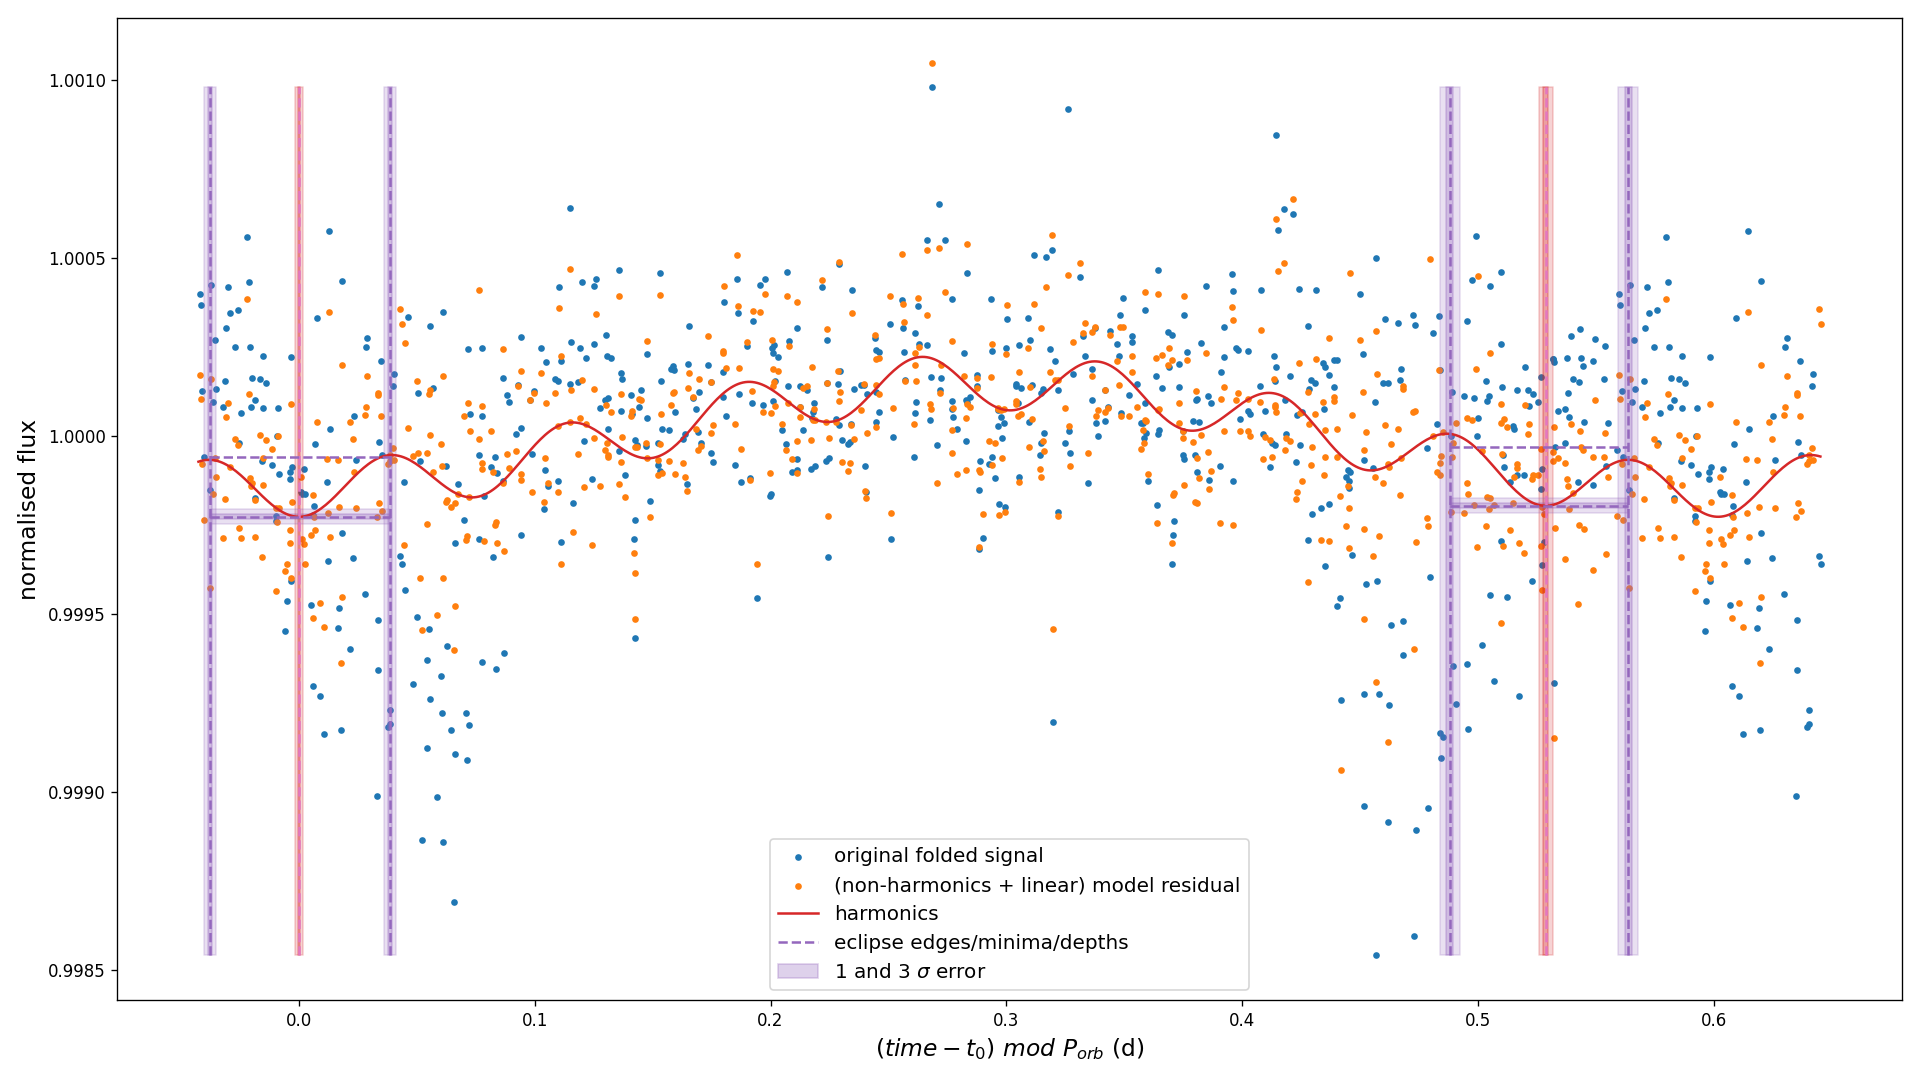 1.0010
1.0005
1.0000
0.9995
0.9990
0.9985
normalised flux
original folded signal
(non-harmonics + linear) model residual
harmonics
eclipse edges/minima/depths
1 and 3 σ error
0.0 0.1 0.2 0.3 0.4 0.5 0.6
(time − t₀) mod Pₒᵣb (d)